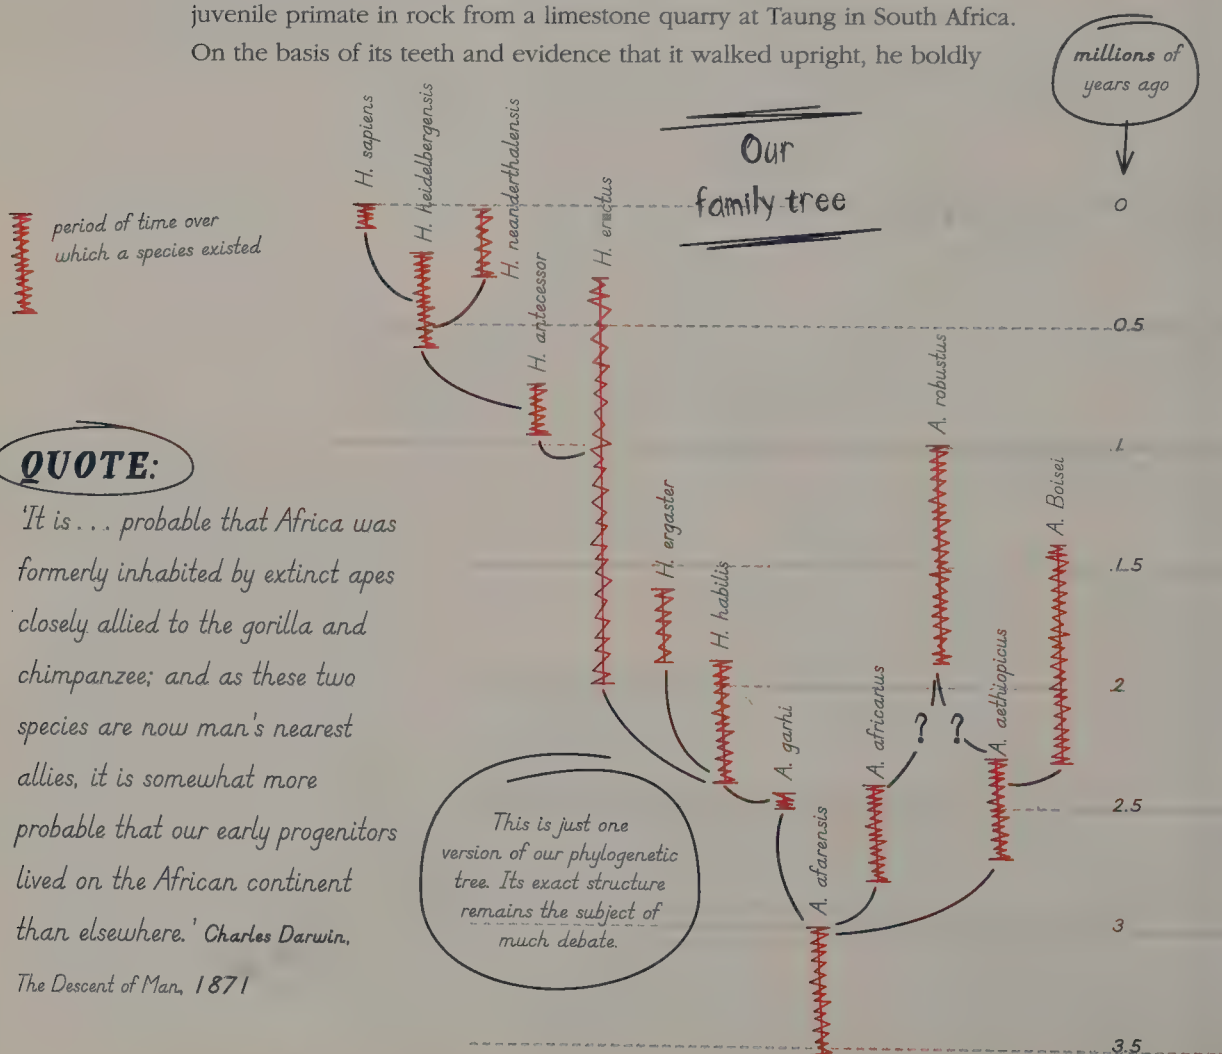 juvenile primate in rock from a limestone quarry at Taung in South Africa.
On the basis of its teeth and evidence that it walked upright, he boldly
millions of
years ago
Our
family tree
H. sapiens
H. heidelbergensis
H. neanderthalensis
H. erectus
H. antecessor
period of time over
which a species existed
0
0.5
A. robustus
1
A. Boisei
QUOTE:
'It is... probable that Africa was
formerly inhabited by extinct apes
closely allied to the gorilla and
chimpanzee; and as these two
species are now man's nearest
allies, it is somewhat more
probable that our early progenitors
lived on the African continent
than elsewhere.' Charles Darwin,
The Descent of Man, 1871
H. ergaster
H. habilis
1.5
A. garhi
A. africanus
A. aethiopicus
2
? ?
A. afarensis
2.5
This is just one
version of our phylogenetic
tree. Its exact structure
remains the subject of
much debate.
3
3.5